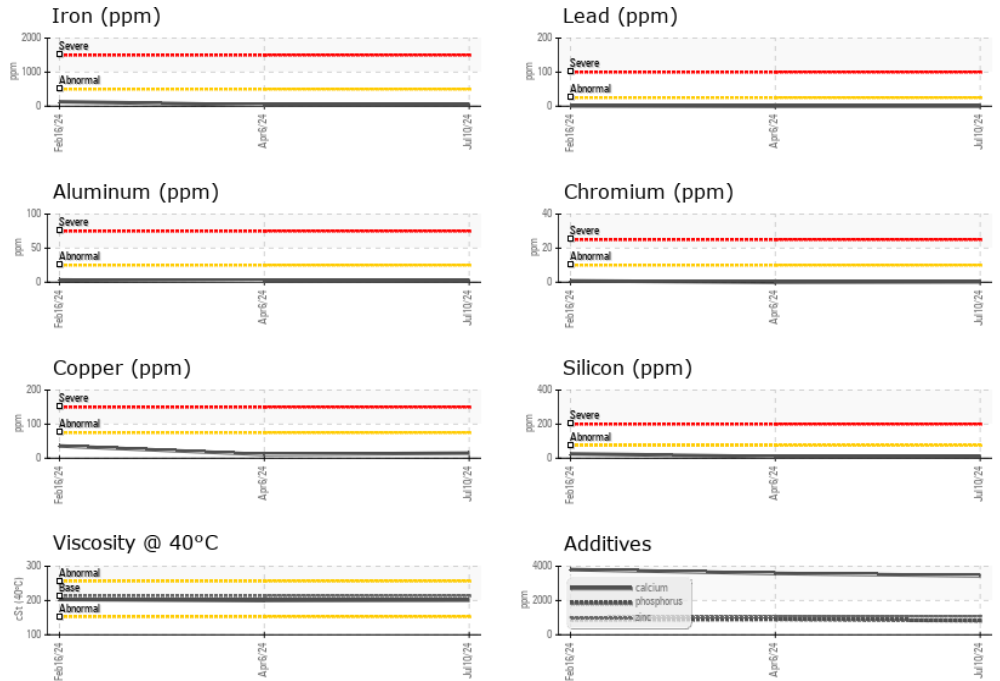 Iron (ppm)
2000
1000
0
ppm
Severe
Abnormal
Feb16/24
Apr6/24
Jul10/24
Lead (ppm)
200
100
0
ppm
Severe
Abnormal
Feb16/24
Apr6/24
Jul10/24
Aluminum (ppm)
100
50
0
ppm
Severe
Abnormal
Feb16/24
Apr6/24
Jul10/24
Chromium (ppm)
40
20
0
ppm
Severe
Abnormal
Feb16/24
Apr6/24
Jul10/24
Copper (ppm)
200
100
0
ppm
Severe
Abnormal
Feb16/24
Apr6/24
Jul10/24
Silicon (ppm)
400
200
0
ppm
Severe
Abnormal
Feb16/24
Apr6/24
Jul10/24
Viscosity @ 40°C
300
200
100
cSt (40°C)
Abnormal
Base
Abnormal
Feb16/24
Apr6/24
Jul10/24
Additives
4000
2000
0
ppm
calcium
phosphorus
zinc
Feb16/24
Apr6/24
Jul10/24